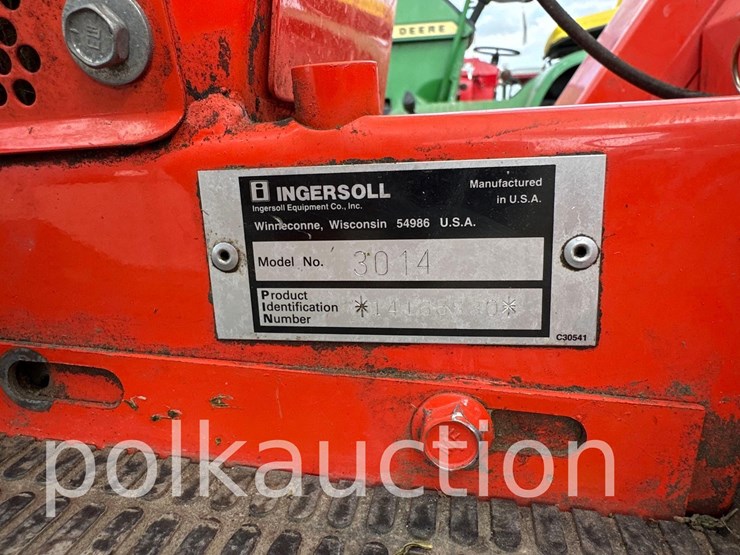 DEERE
i INGERSOLL
Ingersoll Equipment Co., Inc.
Manufactured
in U.S.A.
Winneconne, Wisconsin 54986 U.S.A.
Model No. 3014
Product
Identification
Number
C30541
polkauction